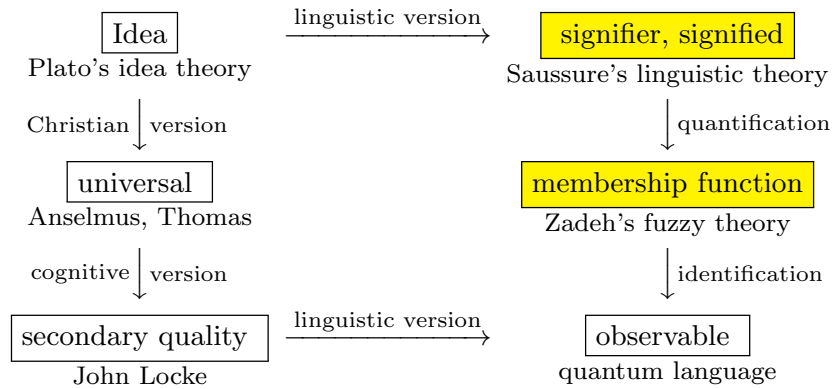 linguistic version
Idea
signifier, signified
Plato's idea theory
Saussure's linguistic theory
Christian version
quantification
universal
membership function
Anselmus, Thomas
Zadeh's fuzzy theory
cognitive version
identification
linguistic version
secondary quality
observable
John Locke
quantum language